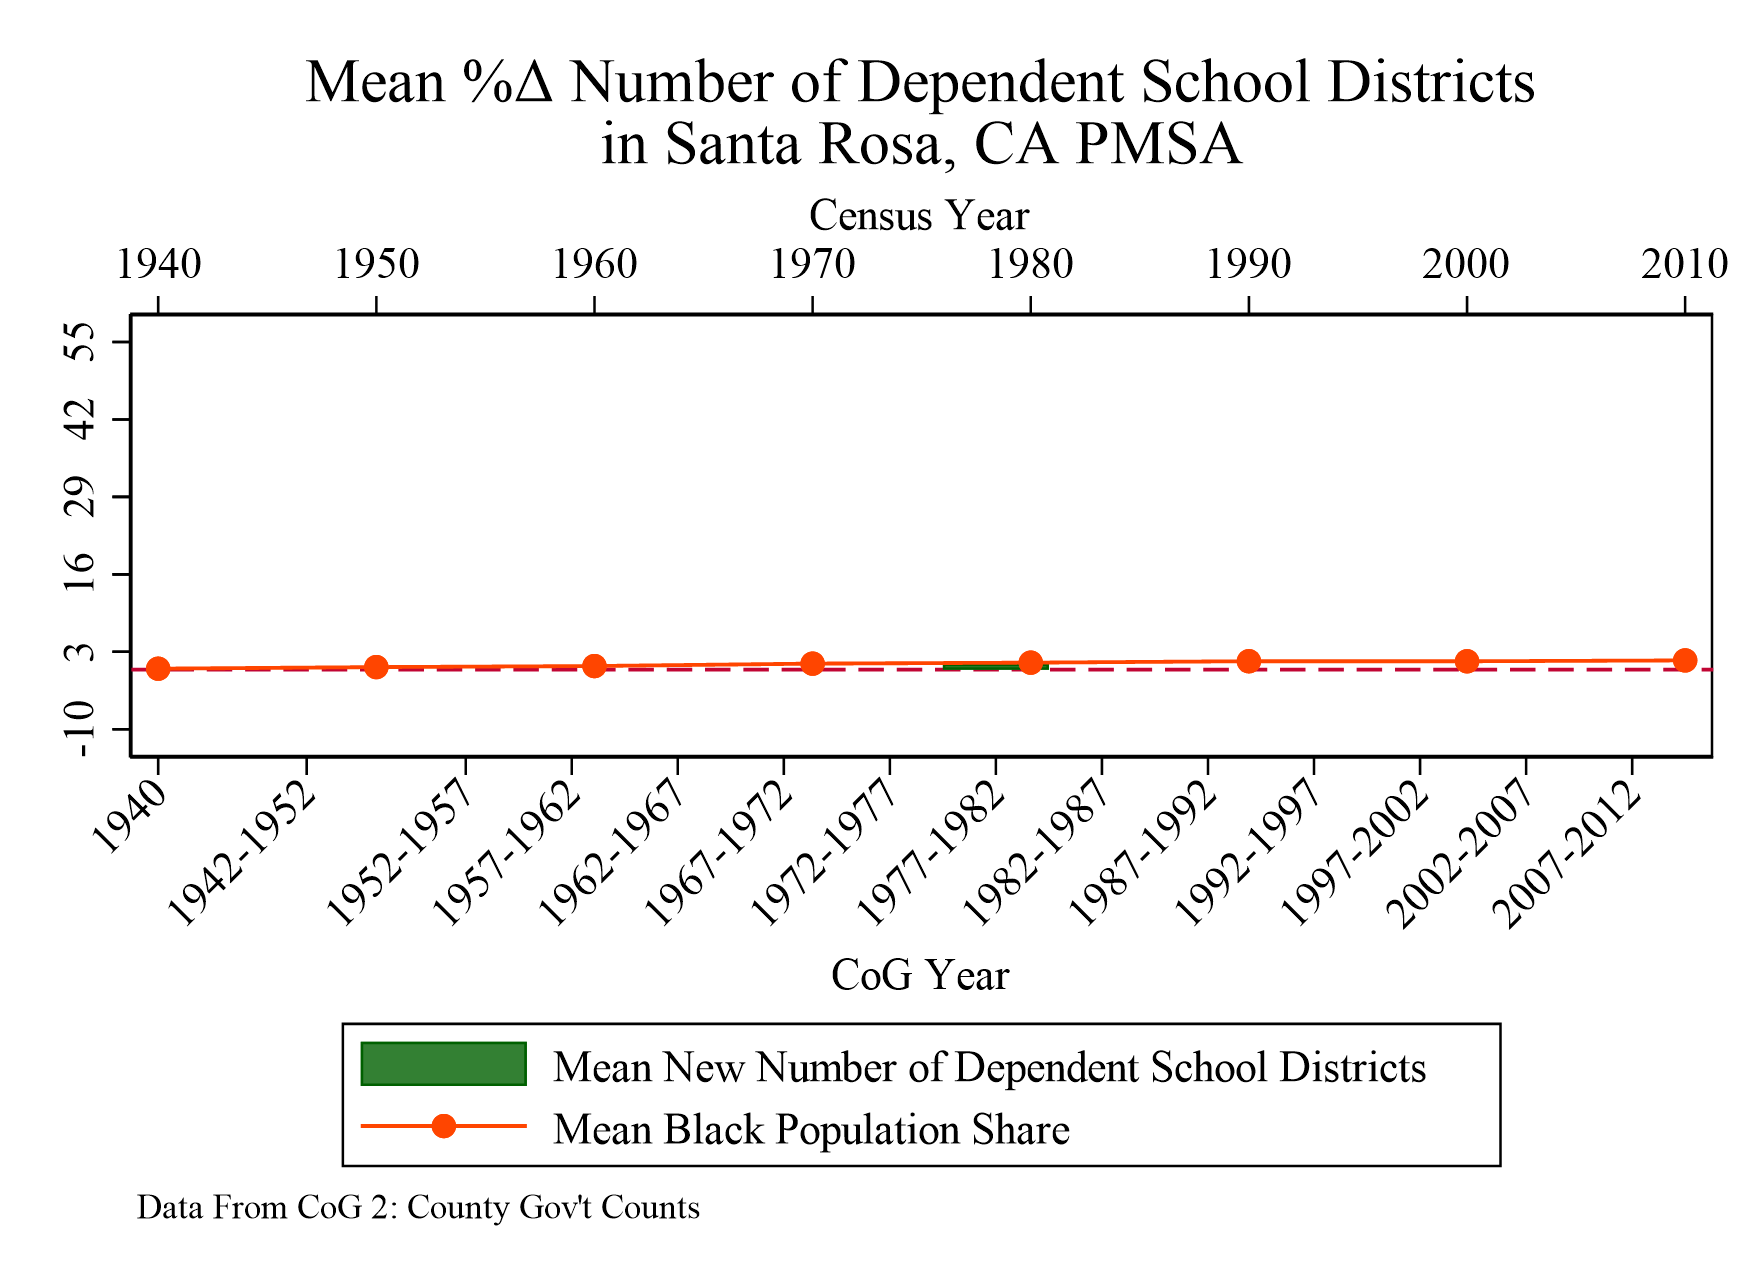 Mean %Δ Number of Dependent School Districts
in Santa Rosa, CA PMSA
Census Year
1940 1950 1960 1970 1980 1990 2000 2010
55
42
29
16
3
-10
1940 1942-1952 1952-1957 1957-1962 1962-1967 1967-1972 1972-1977 1977-1982 1982-1987 1987-1992 1992-1997 1997-2002 2002-2007 2007-2012
CoG Year
Mean New Number of Dependent School Districts
Mean Black Population Share
Data From CoG 2: County Gov't Counts